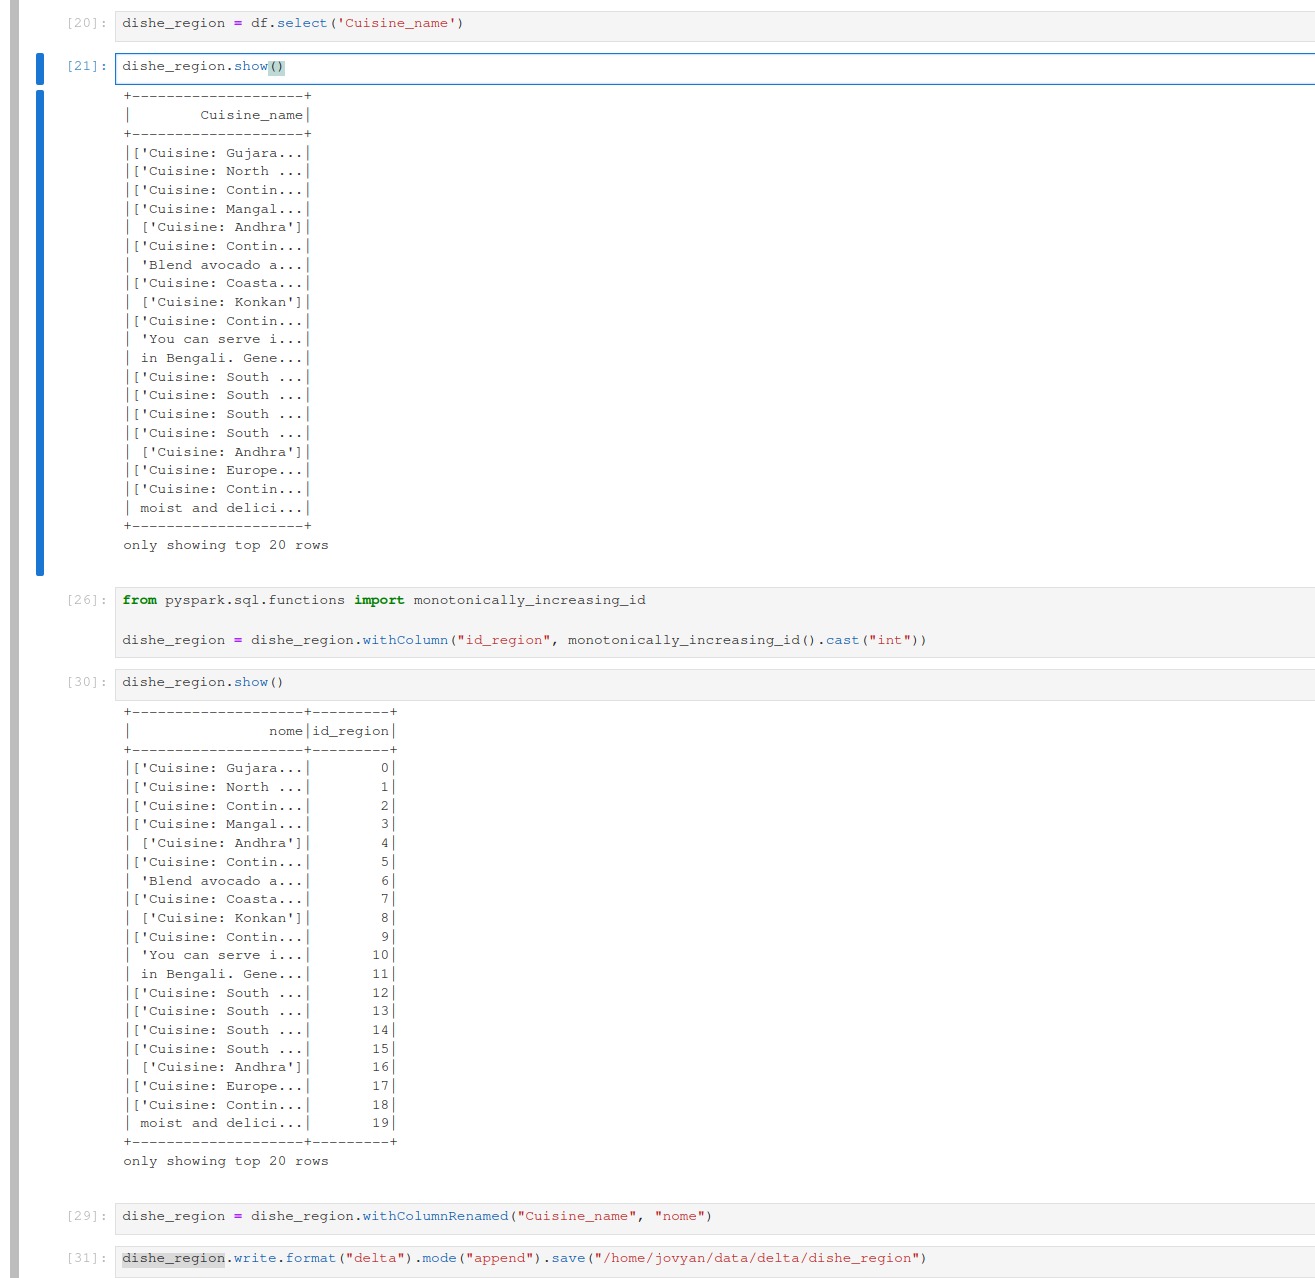 [20]: dishe_region = df.select('Cuisine_name')
[21]: dishe_region.show()
+--------------------+
|        Cuisine_name|
+--------------------+
|['Cuisine: Gujara...|
|['Cuisine: North ...|
|['Cuisine: Contin...|
|['Cuisine: Mangal...|
| ['Cuisine: Andhra']|
|['Cuisine: Contin...|
| 'Blend avocado a...|
|['Cuisine: Coasta...|
| ['Cuisine: Konkan']|
|['Cuisine: Contin...|
| 'You can serve i...|
| in Bengali. Gene...|
|['Cuisine: South ...|
|['Cuisine: South ...|
|['Cuisine: South ...|
|['Cuisine: South ...|
| ['Cuisine: Andhra']|
|['Cuisine: Europe...|
|['Cuisine: Contin...|
| moist and delici...|
+--------------------+
only showing top 20 rows
[26]: from pyspark.sql.functions import monotonically_increasing_id
dishe_region = dishe_region.withColumn("id_region", monotonically_increasing_id().cast("int"))
[30]: dishe_region.show()
+--------------------+---------+
|                nome|id_region|
+--------------------+---------+
|['Cuisine: Gujara...|        0|
|['Cuisine: North ...|        1|
|['Cuisine: Contin...|        2|
|['Cuisine: Mangal...|        3|
| ['Cuisine: Andhra']|        4|
|['Cuisine: Contin...|        5|
| 'Blend avocado a...|        6|
|['Cuisine: Coasta...|        7|
| ['Cuisine: Konkan']|        8|
|['Cuisine: Contin...|        9|
| 'You can serve i...|       10|
| in Bengali. Gene...|       11|
|['Cuisine: South ...|       12|
|['Cuisine: South ...|       13|
|['Cuisine: South ...|       14|
|['Cuisine: South ...|       15|
| ['Cuisine: Andhra']|       16|
|['Cuisine: Europe...|       17|
|['Cuisine: Contin...|       18|
| moist and delici...|       19|
+--------------------+---------+
only showing top 20 rows
[29]: dishe_region = dishe_region.withColumnRenamed("Cuisine_name", "nome")
[31]: dishe_region.write.format("delta").mode("append").save("/home/jovyan/data/delta/dishe_region")